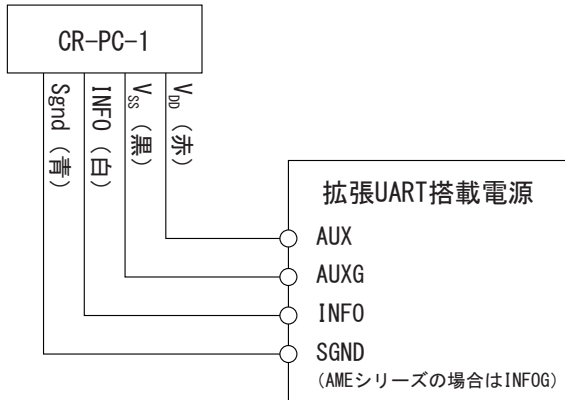 CR-PC-1
Sgnd（青）
INFO（白）
VSS（黒）
VDD（赤）
拡張UART搭載電源
AUX
AUXG
INFO
SGND
（AMEシリーズの場合はINFOG）